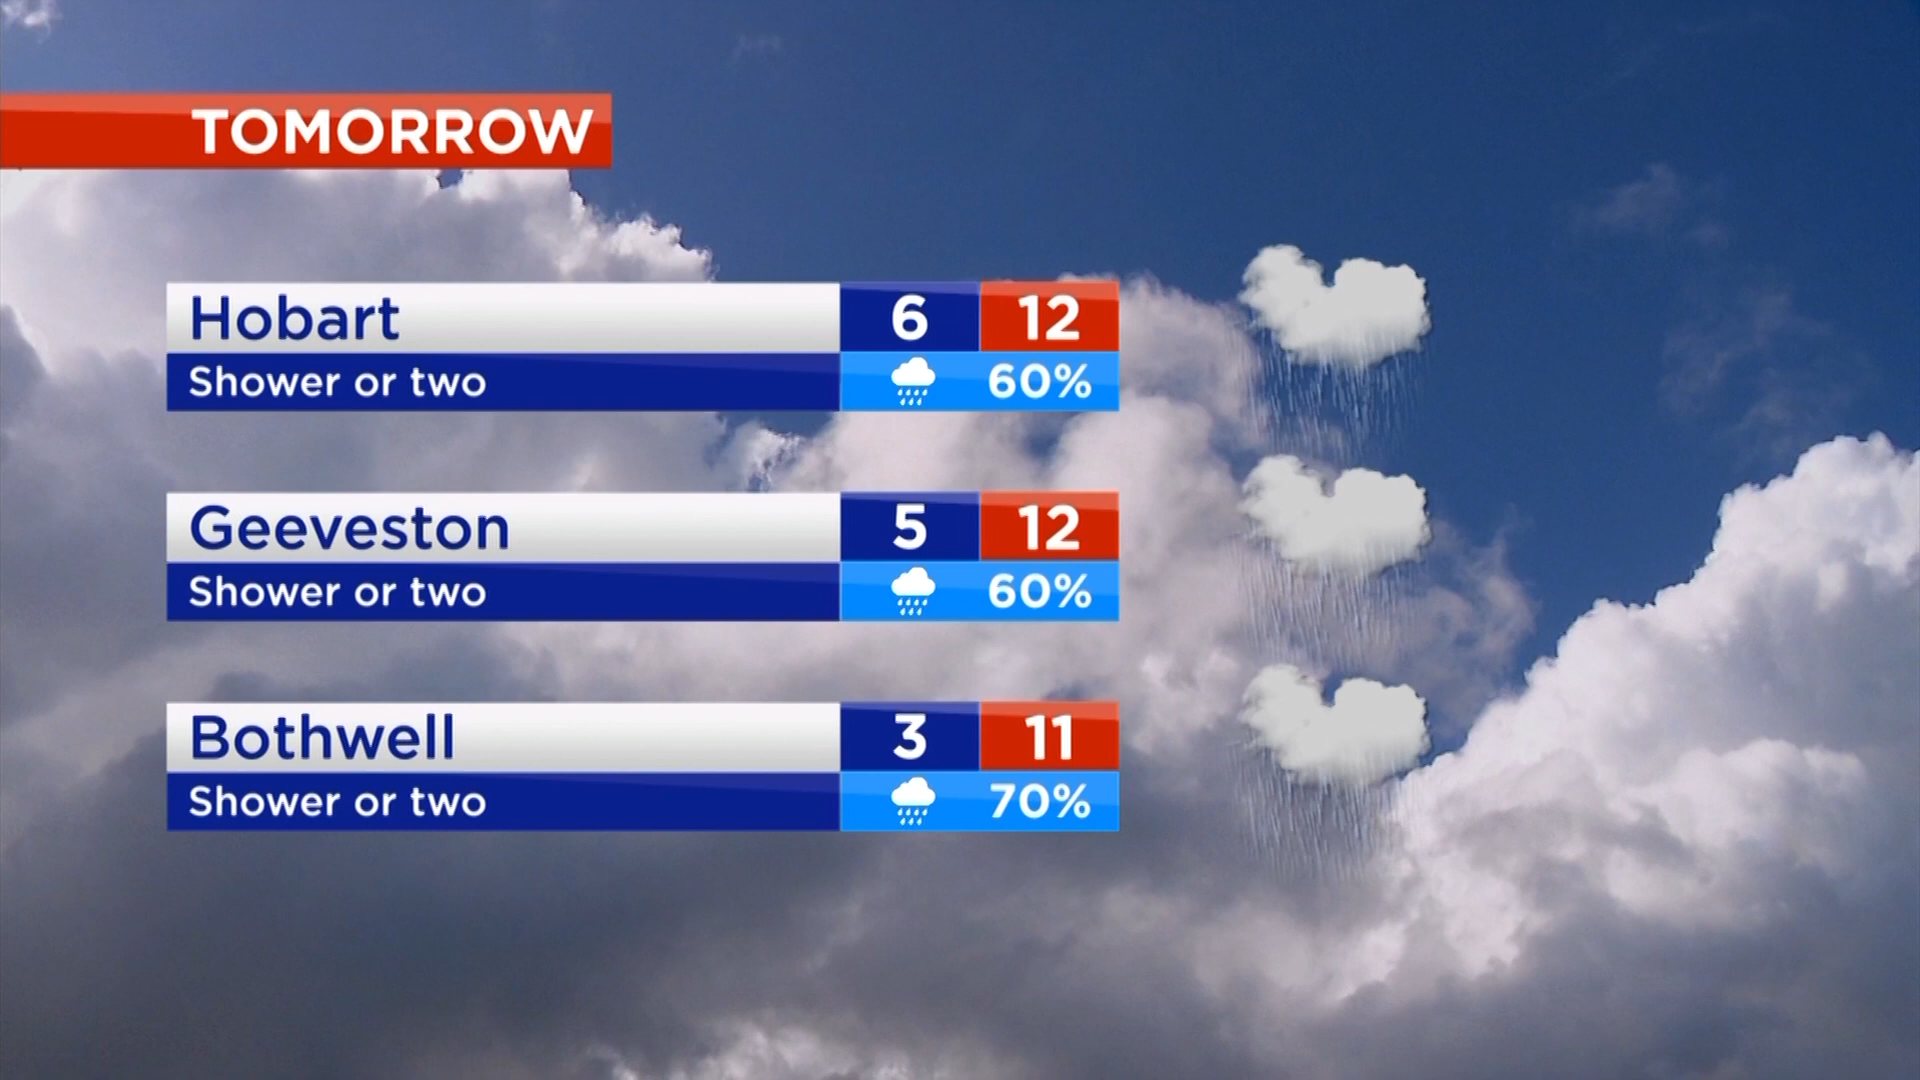 TOMORROW
Hobart 6 12
Shower or two 60%
Geeveston 5 12
Shower or two 60%
Bothwell 3 11
Shower or two 70%